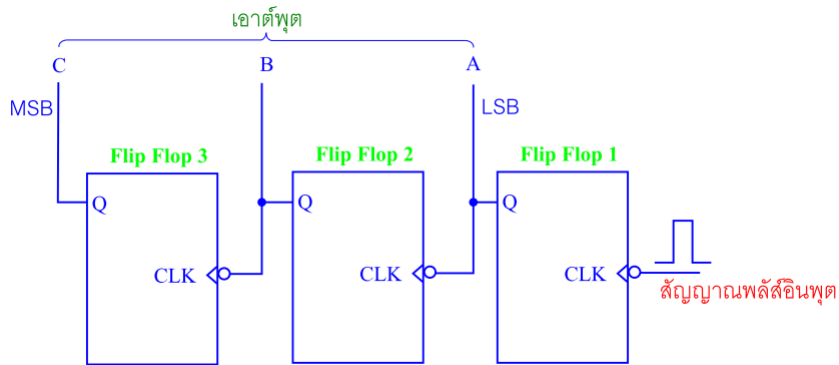 เอาต์พุต
C B A
MSB LSB
Flip Flop 3 Flip Flop 2 Flip Flop 1
Q Q Q
CLK CLK CLK
สัญญาณพลัส์อินพุต